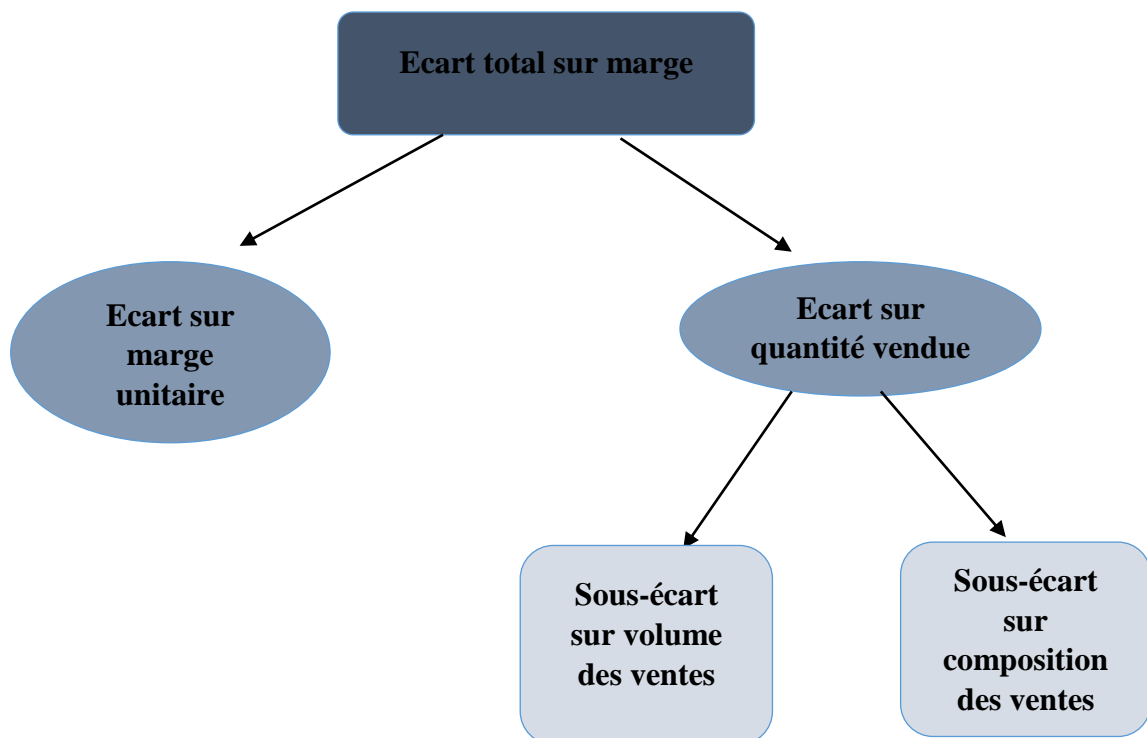 Ecart total sur marge
Ecart sur
marge
unitaire
Ecart sur
quantité vendue
Sous-écart
sur volume
des ventes
Sous-écart
sur
composition
des ventes